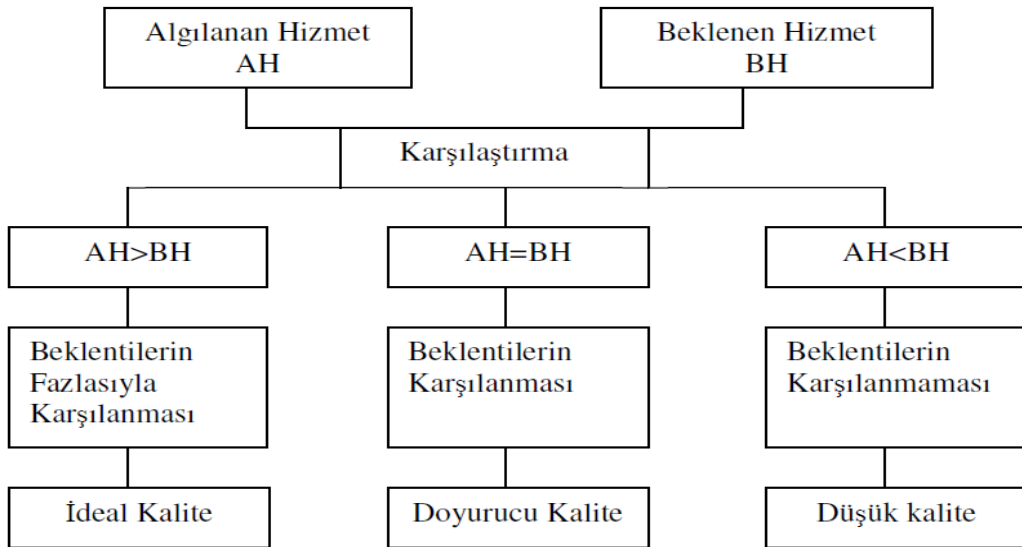 Algılanan Hizmet
AH
Beklenen Hizmet
BH
Karşılaştırma
AH>BH
AH=BH
AH<BH
Beklentilerin
Fazlasıyla
Karşılanması
Beklentilerin
Karşılanması
Beklentilerin
Karşılanmaması
İdeal Kalite
Doyurucu Kalite
Düşük kalite